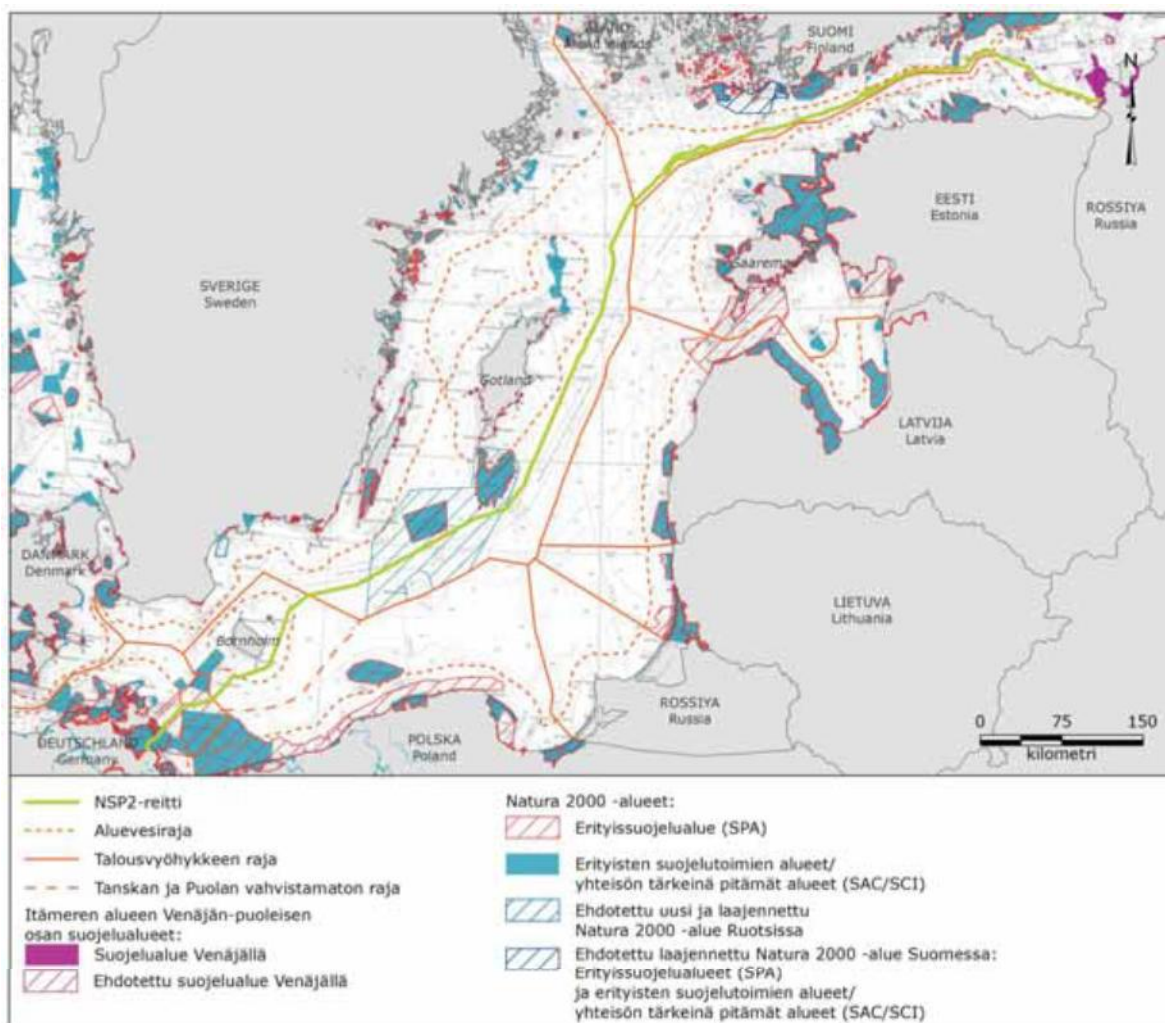 ÅLAND
Åland Islands
SUOMI
Finland
N
EESTI
Estonia
ROSSIYA
Russia
SVERIGE
Sweden
Saaremaa
Gotland
LATVIJA
Latvia
DANMARK
Denmark
LIETUVA
Lithuania
Bornholm
ROSSIYA
Russia
DEUTSCHLAND
Germany
POLSKA
Poland
0 75 150
kilometri
NSP2-reitti
Aluevesiraja
Talousvyöhykkeen raja
Tanskan ja Puolan vahvistamaton raja
Itämeren alueen Venäjän-puoleisen
osan suojelualueet:
Suojelualue Venäjällä
Ehdotettu suojelualue Venäjällä
Natura 2000 -alueet:
Erityissuojelualue (SPA)
Erityisten suojelutoimien alueet/
yhteisön tärkeinä pitämät alueet (SAC/SCI)
Ehdotettu uusi ja laajennettu
Natura 2000 -alue Ruotsissa
Ehdotettu laajennettu Natura 2000 -alue Suomessa:
Erityissuojelualueet (SPA)
ja erityisten suojelutoimien alueet/
yhteisön tärkeinä pitämät alueet (SAC/SCI)